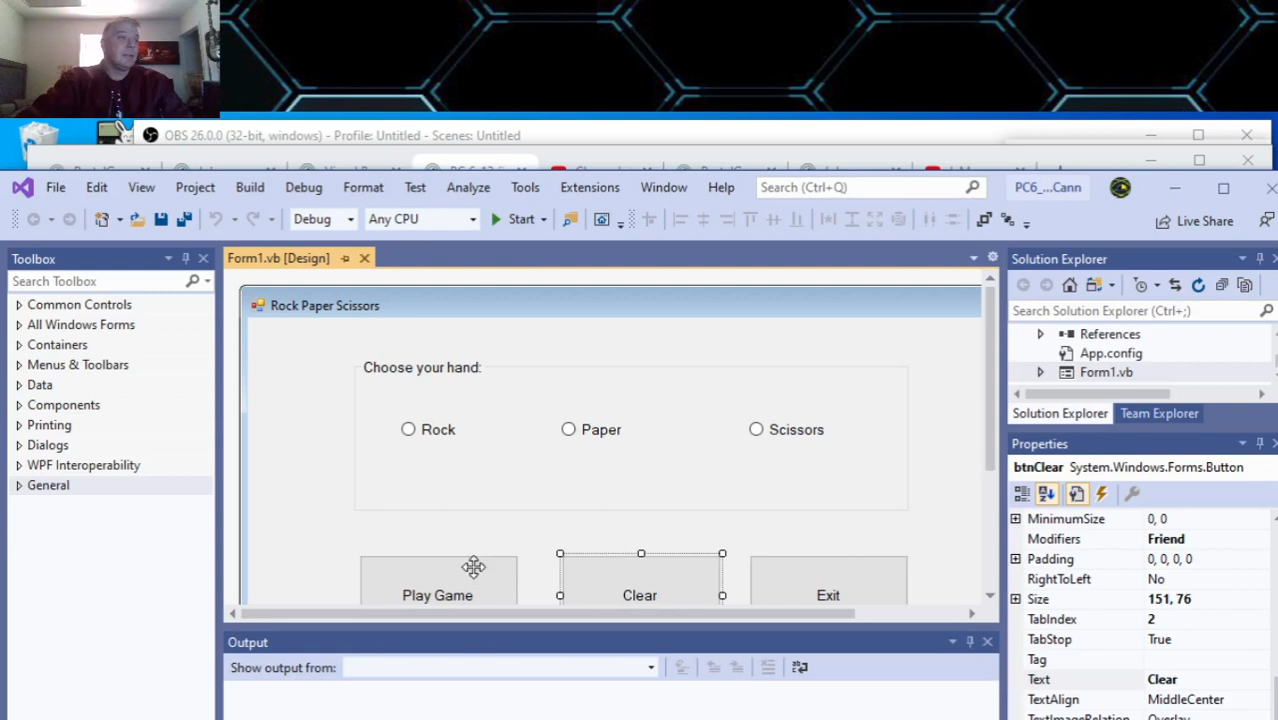 OBS 26.0.0 (32-bit, windows) - Profile: Untitled - Scenes: Untitled
File Edit View Project Build Debug Format Test Analyze Tools Extensions Window Help Search (Ctrl+Q) PC6_...Cann
Debug Any CPU Start Live Share
Toolbox
Search Toolbox
Common Controls
All Windows Forms
Containers
Menus & Toolbars
Data
Components
Printing
Dialogs
WPF Interoperability
General
Form1.vb [Design]
Rock Paper Scissors
Choose your hand:
Rock Paper Scissors
Play Game Clear Exit
Output
Show output from:
Solution Explorer
Search Solution Explorer (Ctrl+;)
References
App.config
Form1.vb
Solution Explorer Team Explorer
Properties
btnClear System.Windows.Forms.Button
MinimumSize 0, 0
Modifiers Friend
Padding 0, 0, 0, 0
RightToLeft No
Size 151, 76
TabIndex 2
TabStop True
Tag
Text Clear
TextAlign MiddleCenter
TextImageRelation Overlay